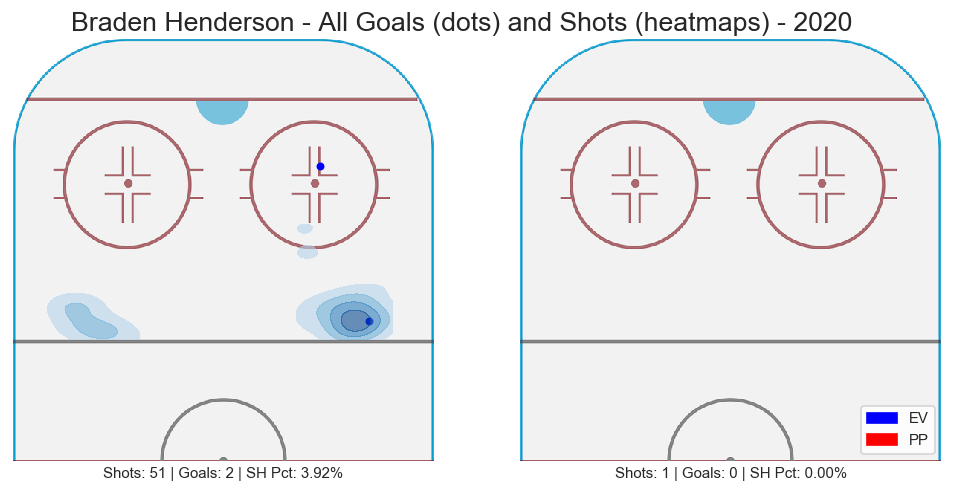 Braden Henderson - All Goals (dots) and Shots (heatmaps) - 2020
EV
PP
Shots: 51 | Goals: 2 | SH Pct: 3.92%
Shots: 1 | Goals: 0 | SH Pct: 0.00%